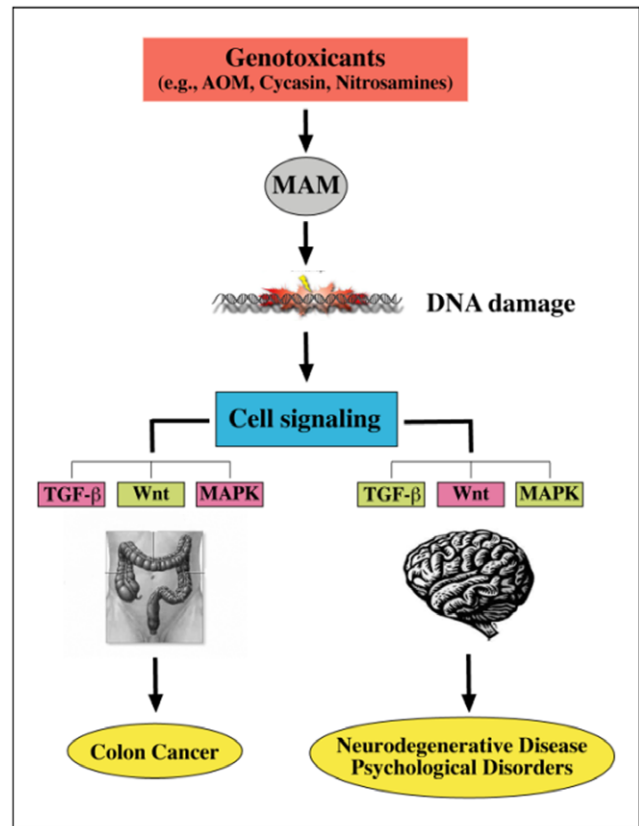 Genotoxicants
(e.g., AOM, Cycasin, Nitrosamines)
MAM
DNA damage
Cell signaling
TGF-β Wnt MAPK
TGF-β Wnt MAPK
Colon Cancer
Neurodegenerative Disease
Psychological Disorders